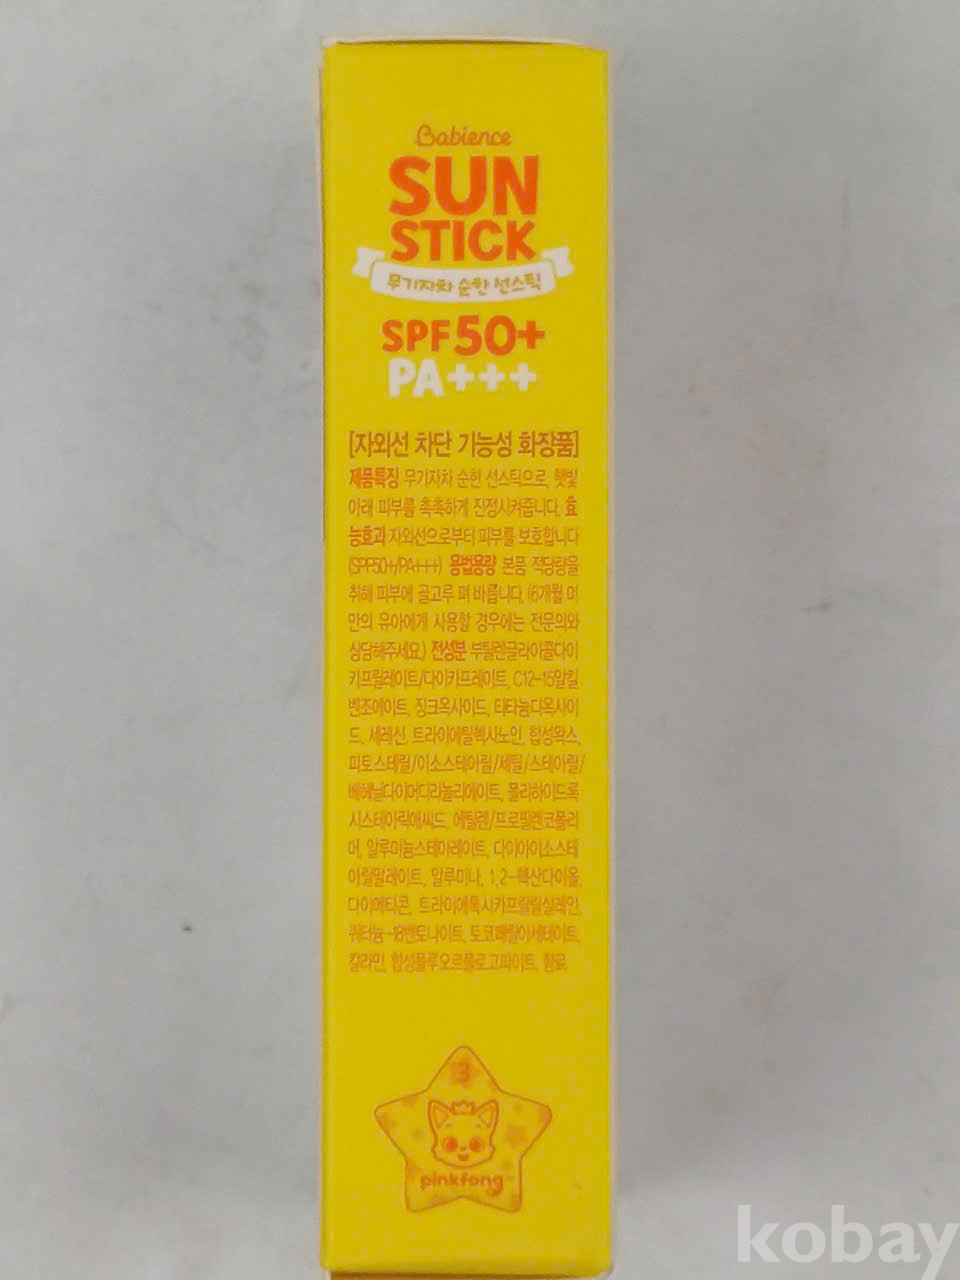 Babience
SUN
STICK
무기자차 순한 선스틱
SPF50+
PA+++
[자외선 차단 기능성 화장품]
제품특징 무기자차 순한 선스틱으로, 햇빛
아래 피부를 촉촉하게 진정시켜줍니다. 효
능효과 자외선으로부터 피부를 보호합니다
(SPF50+/PA+++) 용법용량 본품 적당량을
취해 피부에 골고루 펴 바릅니다. (6개월 미
만의 유아에게 사용할 경우에는 전문의와
상담해주세요.) 전성분 부틸렌글라이콜다이
카프릴레이트/다이카프레이트, C12-15알킬
벤조에이트, 징크옥사이드, 티타늄디옥사이
드, 세레신, 트라이에틸헥사노인, 합성왁스,
피토스테릴/이소스테아릴/세틸/스테아릴/
베헤닐다이머디리놀리에이트, 폴리하이드록
시스테아릭애씨드, 에틸렌/프로필렌코폴리
머, 알루미늄스테아레이트, 다이아이소스테
아릴말레이트, 알루미나, 1,2-헥산다이올,
다이메티콘, 트라이에톡시카프릴릴실레인,
쿼터늄-18벤토나이트, 토코페릴아세테이트,
칼라민, 합성플루오르플로고파이트, 향료
pinkfong
kobay